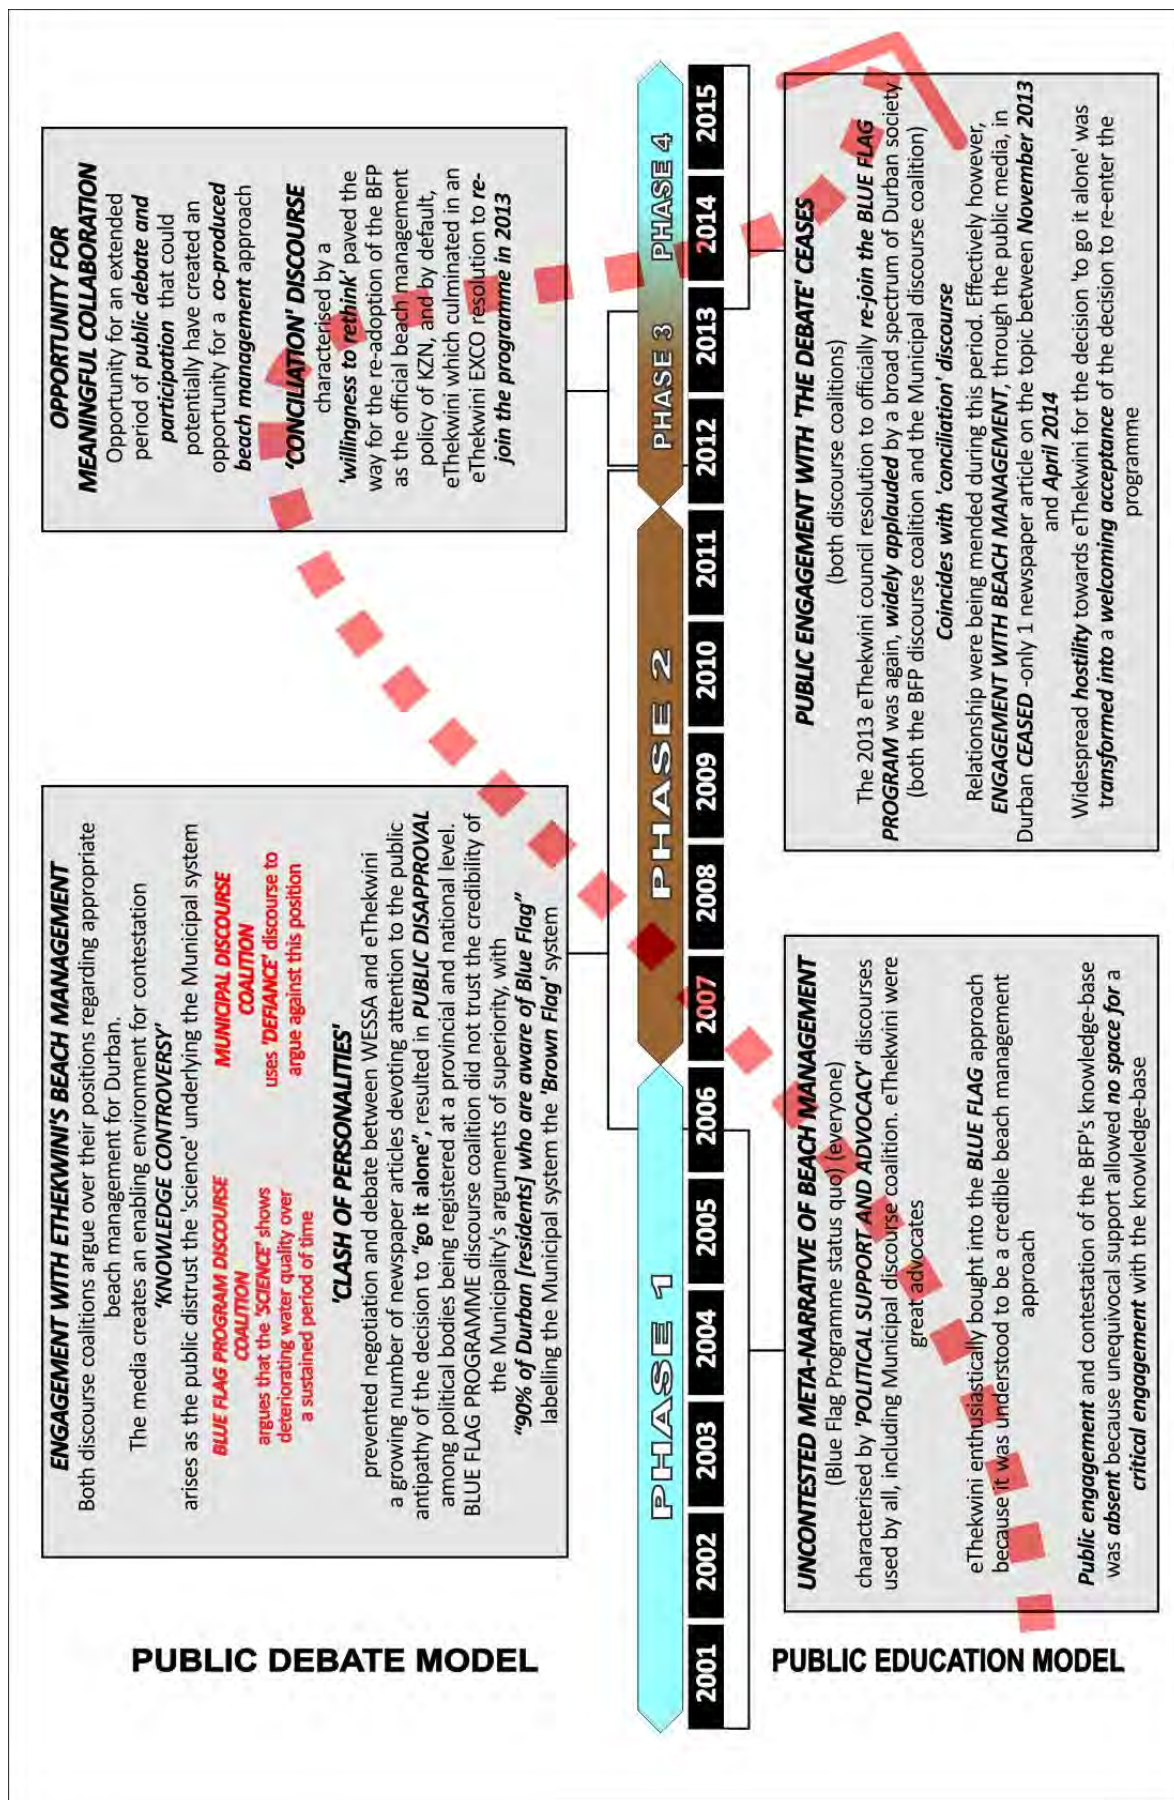 PUBLIC DEBATE MODEL
ENGAGEMENT WITH ETHEKWINI'S BEACH MANAGEMENT
Both discourse coalitions argue over their positions regarding appropriate
beach management for Durban.
The media creates an enabling environment for contestation
'KNOWLEDGE CONTROVERSY'
arises as the public distrust the 'science' underlying the Municipal system
BLUE FLAG PROGRAM DISCOURSE
COALITION
argues that the 'SCIENCE' shows
deteriorating water quality over
a sustained period of time
MUNICIPAL DISCOURSE
COALITION
uses 'DEFIANCE' discourse to
argue against this position
'CLASH OF PERSONALITIES'
prevented negotiation and debate between WESSA and eThekwini
a growing number of newspaper articles devoting attention to the public
antipathy of the decision to "go it alone", resulted in PUBLIC DISAPPROVAL
among political bodies being registered at a provincial and national level.
BLUE FLAG PROGRAMME discourse coalition did not trust the credibility of
the Municipality's arguments of superiority, with
"90% of Durban [residents] who are aware of Blue Flag"
labelling the Municipal system the 'Brown Flag' system
OPPORTUNITY FOR
MEANINGFUL COLLABORATION
Opportunity for an extended
period of public debate and
participation that could
potentially have created an
opportunity for a co-produced
beach management approach
'CONCILIATION' DISCOURSE
characterised by a
'willingness to rethink' paved the
way for the re-adoption of the BFP
as the official beach management
policy of KZN, and by default,
eThekwini which culminated in an
eThekwini EXCO resolution to re-
join the programme in 2013
PHASE 1 PHASE 2 PHASE 3 PHASE 4
2001 2002 2003 2004 2005 2006 2007 2008 2009 2010 2011 2012 2013 2014 2015
PUBLIC EDUCATION MODEL
UNCONTESTED META-NARRATIVE OF BEACH MANAGEMENT
(Blue Flag Programme status quo) (everyone)
characterised by 'POLITICAL SUPPORT AND ADVOCACY' discourses
used by all, including Municipal discourse coalition. eThekwini were
great advocates
eThekwini enthusiastically bought into the BLUE FLAG approach
because it was understood to be a credible beach management
approach
Public engagement and contestation of the BFP's knowledge-base
was absent because unequivocal support allowed no space for a
critical engagement with the knowledge-base
PUBLIC ENGAGEMENT WITH 'THE DEBATE' CEASES
(both discourse coalitions)
The 2013 eThekwini council resolution to officially re-join the BLUE FLAG
PROGRAM was again, widely applauded by a broad spectrum of Durban society
(both the BFP discourse coalition and the Municipal discourse coalition)
Coincides with 'conciliation' discourse
Relationship were being mended during this period. Effectively however,
ENGAGEMENT WITH BEACH MANAGEMENT, through the public media, in
Durban CEASED -only 1 newspaper article on the topic between November 2013
and April 2014
Widespread hostility towards eThekwini for the decision 'to go it alone' was
transformed into a welcoming acceptance of the decision to re-enter the
programme